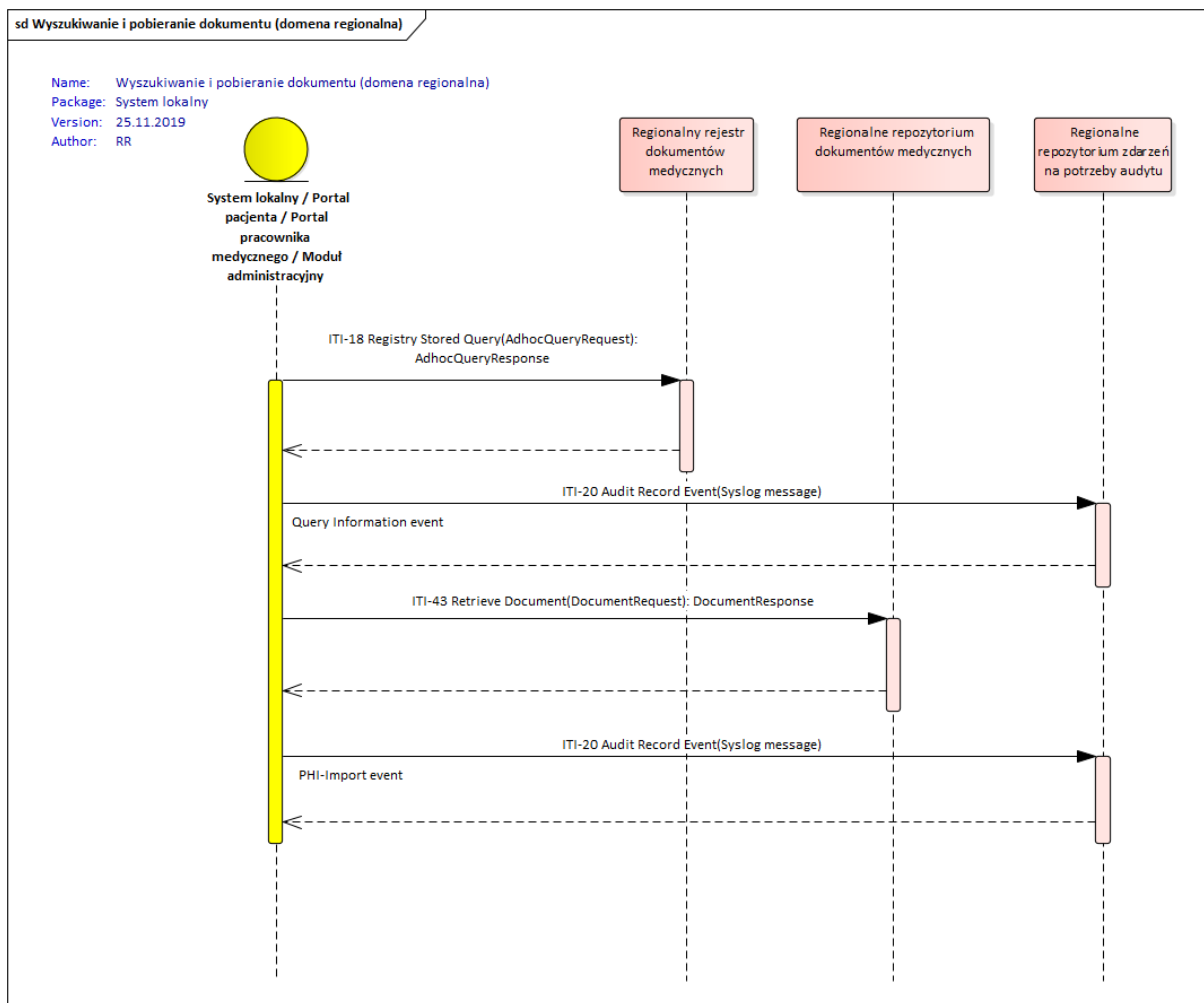 sd Wyszukiwanie i pobieranie dokumentu (domena regionalna)
Name: Wyszukiwanie i pobieranie dokumentu (domena regionalna)
Package: System lokalny
Version: 25.11.2019
Author: RR
System lokalny / Portal
pacjenta / Portal
pracownika
medycznego / Moduł
administracyjny
Regionalny rejestr
dokumentów
medycznych
Regionalne repozytorium
dokumentów medycznych
Regionalne
repozytorium zdarzeń
na potrzeby audytu
ITI-18 Registry Stored Query(AdhocQueryRequest):
AdhocQueryResponse
ITI-20 Audit Record Event(Syslog message)
Query Information event
ITI-43 Retrieve Document(DocumentRequest): DocumentResponse
ITI-20 Audit Record Event(Syslog message)
PHI-Import event